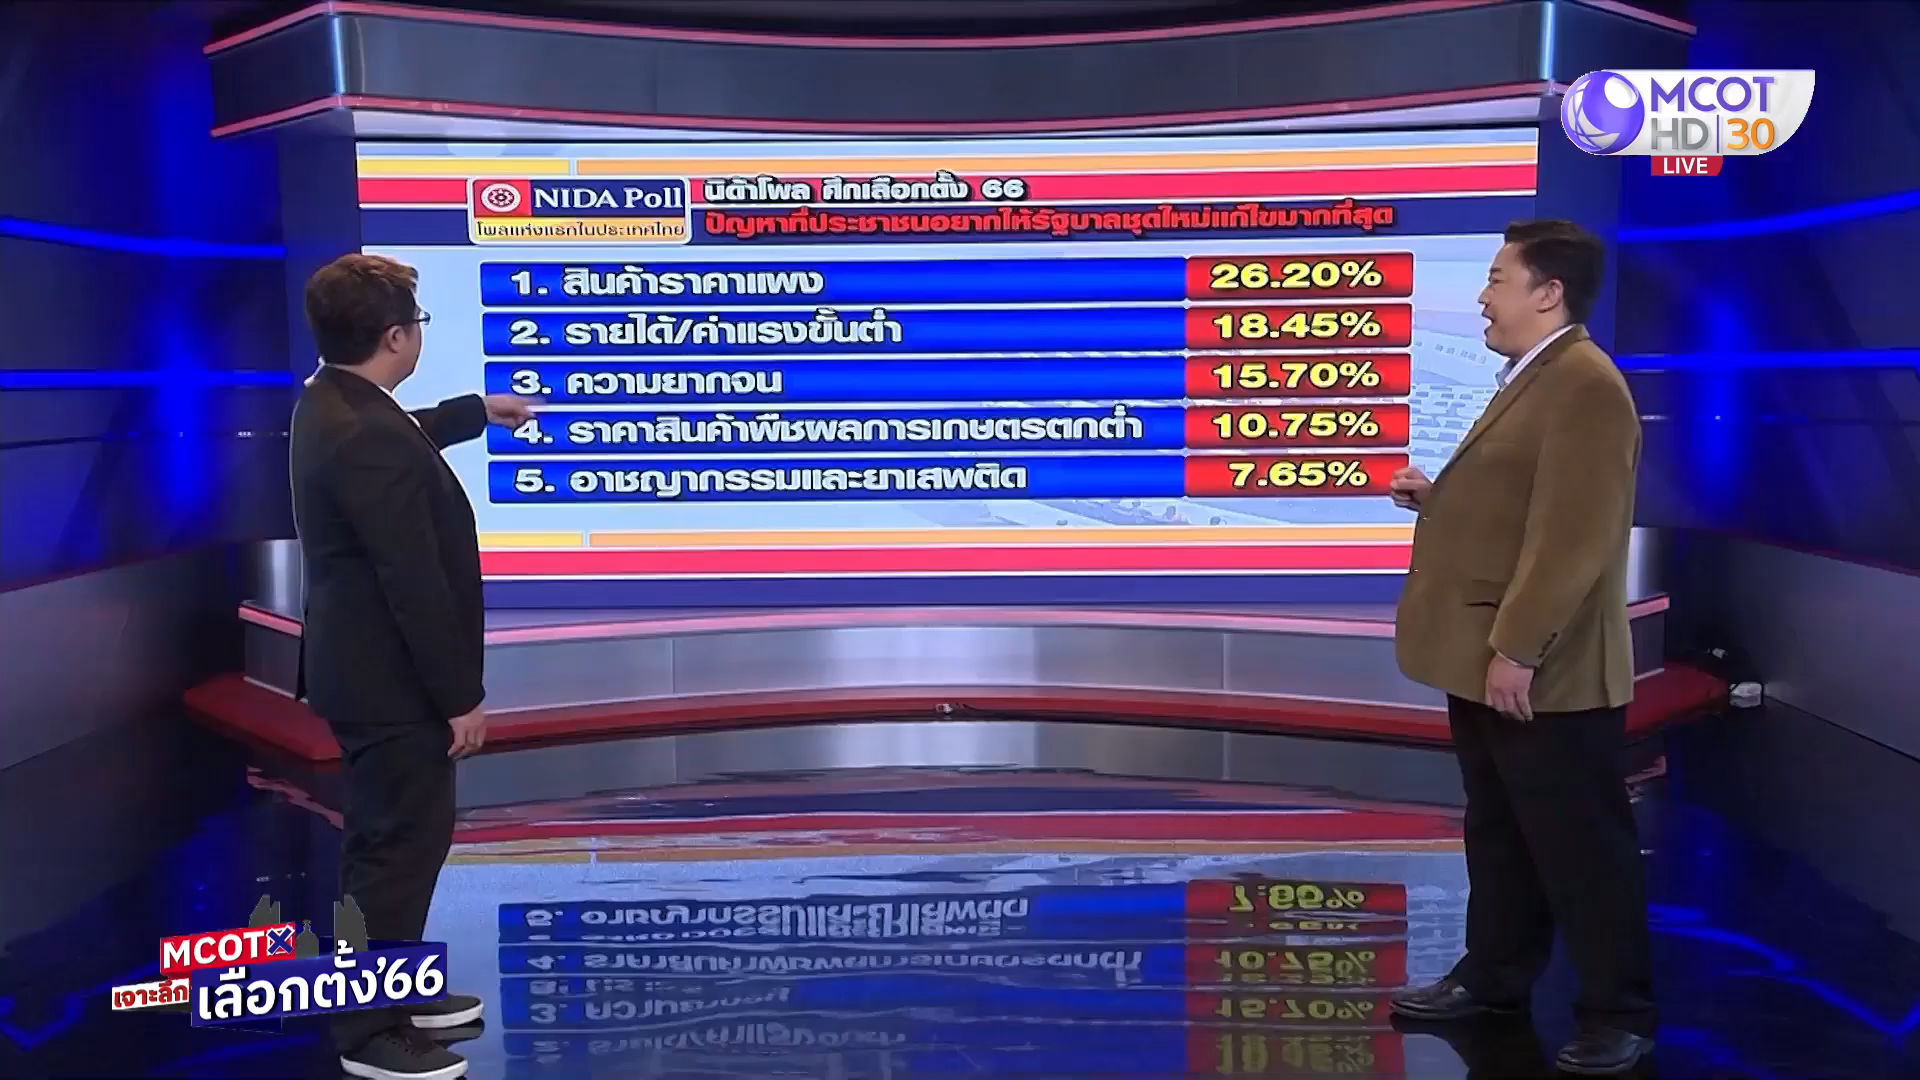 MCOT
HD 30
LIVE
NIDA Poll
โพลแห่งแรกในประเทศไทย
นิด้าโพล ศึกเลือกตั้ง 66
ปัญหาที่ประชาชนอยากให้รัฐบาลชุดใหม่แก้ไขมากที่สุด
1. สินค้าราคาแพง 26.20%
2. รายได้/ค่าแรงขั้นต่ำ 18.45%
3. ความยากจน 15.70%
4. ราคาสินค้าพืชผลการเกษตรตกต่ำ 10.75%
5. อาชญากรรมและยาเสพติด 7.65%
MCOT
เจาะลึก
เลือกตั้ง'66